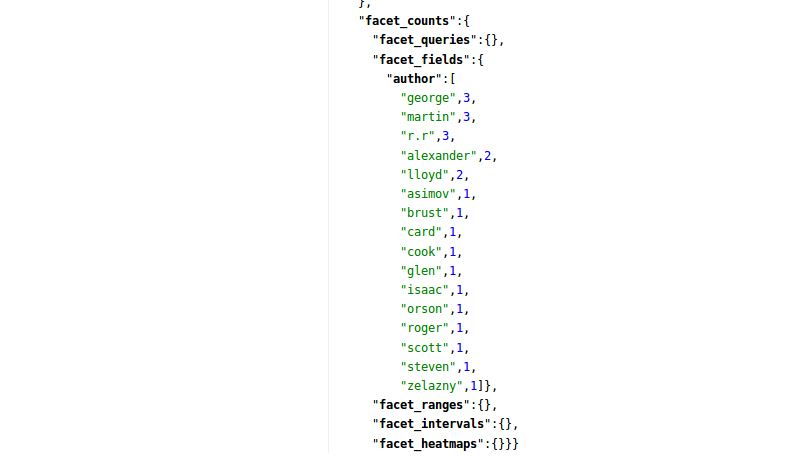 },
"facet_counts":{
"facet_queries":{},
"facet_fields":{
"author":[
"george",3,
"martin",3,
"r.r",3,
"alexander",2,
"lloyd",2,
"asimov",1,
"brust",1,
"card",1,
"cook",1,
"glen",1,
"isaac",1,
"orson",1,
"roger",1,
"scott",1,
"steven",1,
"zelazny",1]},
"facet_ranges":{},
"facet_intervals":{},
"facet_heatmaps":{}}}